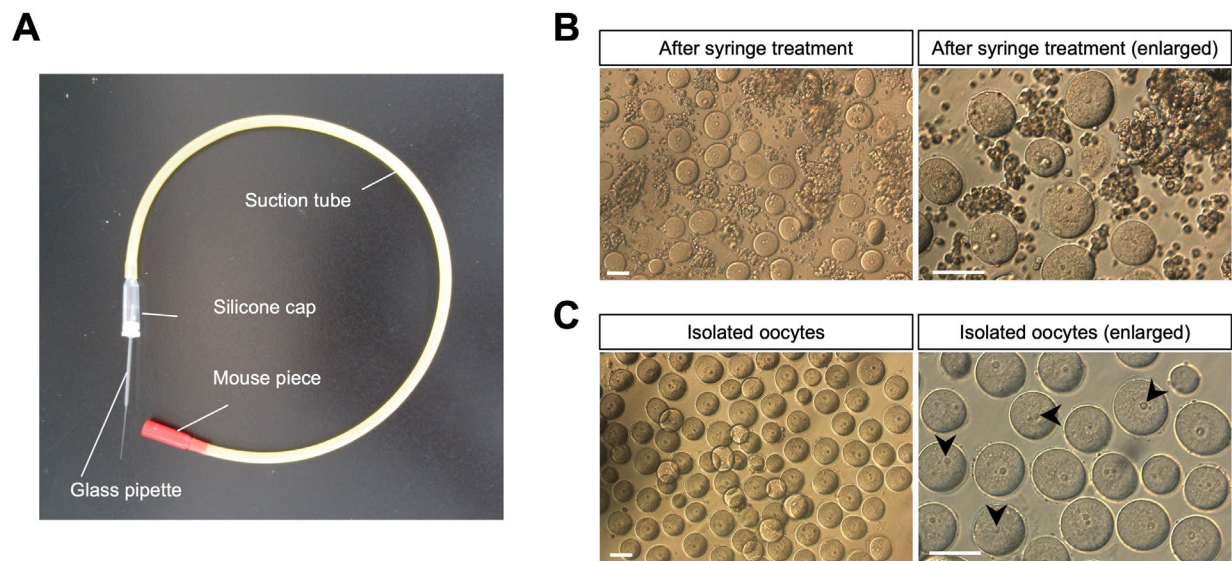 A
Suction tube
Silicone cap
Mouse piece
Glass pipette
B
After syringe treatment
After syringe treatment (enlarged)
C
Isolated oocytes
Isolated oocytes (enlarged)